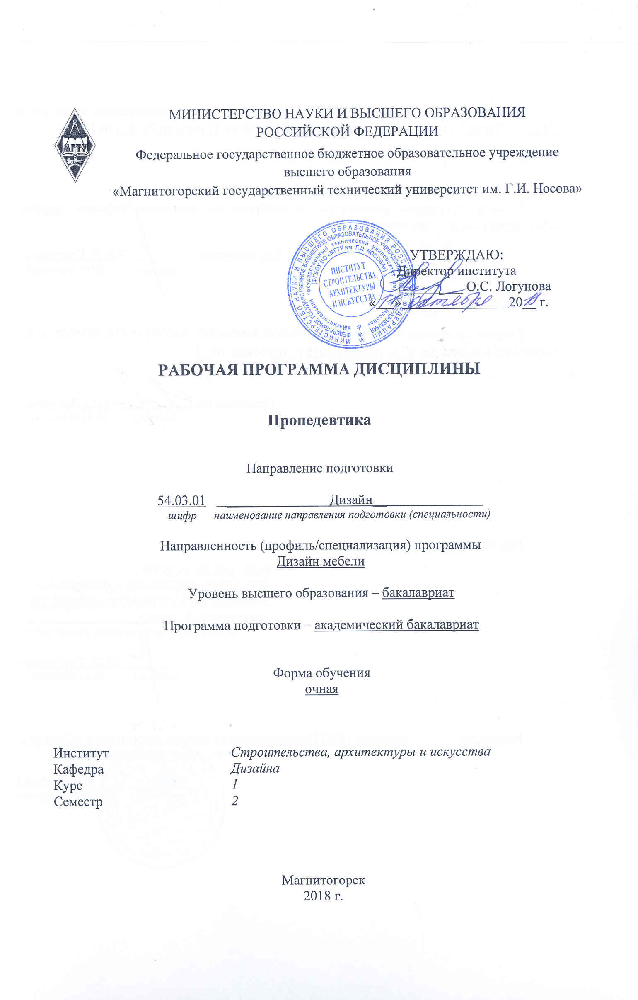 МИНИСТЕРСТВО НАУКИ И ВЫСШЕГО ОБРАЗОВАНИЯ
РОССИЙСКОЙ ФЕДЕРАЦИИ
Федеральное государственное бюджетное образовательное учреждение
высшего образования
«Магнитогорский государственный технический университет им. Г.И. Носова»
МГТУ
МИНИСТЕРСТВО НАУКИ И ВЫСШЕГО ОБРАЗОВАНИЯ РОССИЙСКОЙ ФЕДЕРАЦИИ
ФЕДЕРАЛЬНОЕ ГОСУДАРСТВЕННОЕ БЮДЖЕТНОЕ ОБРАЗОВАТЕЛЬНОЕ УЧРЕЖДЕНИЕ ВЫСШЕГО ОБРАЗОВАНИЯ
«Магнитогорский государственный технический университет им. Г.И. Носова»
(ФГБОУ ВО «МГТУ им. Г.И. НОСОВА»)
ИНСТИТУТ
СТРОИТЕЛЬСТВА,
АРХИТЕКТУРЫ
И ИСКУССТВА
УТВЕРЖДАЮ:
Директор института
О.С. Логунова
« » октября 2018 г.
РАБОЧАЯ ПРОГРАММА ДИСЦИПЛИНЫ
Пропедевтика
Направление подготовки
54.03.01 Дизайн
шифр наименование направления подготовки (специальности)
Направленность (профиль/специализация) программы
Дизайн мебели
Уровень высшего образования – бакалавриат
Программа подготовки – академический бакалавриат
Форма обучения
очная
Институт Строительства, архитектуры и искусства
Кафедра Дизайна
Курс 1
Семестр 2
Магнитогорск
2018 г.